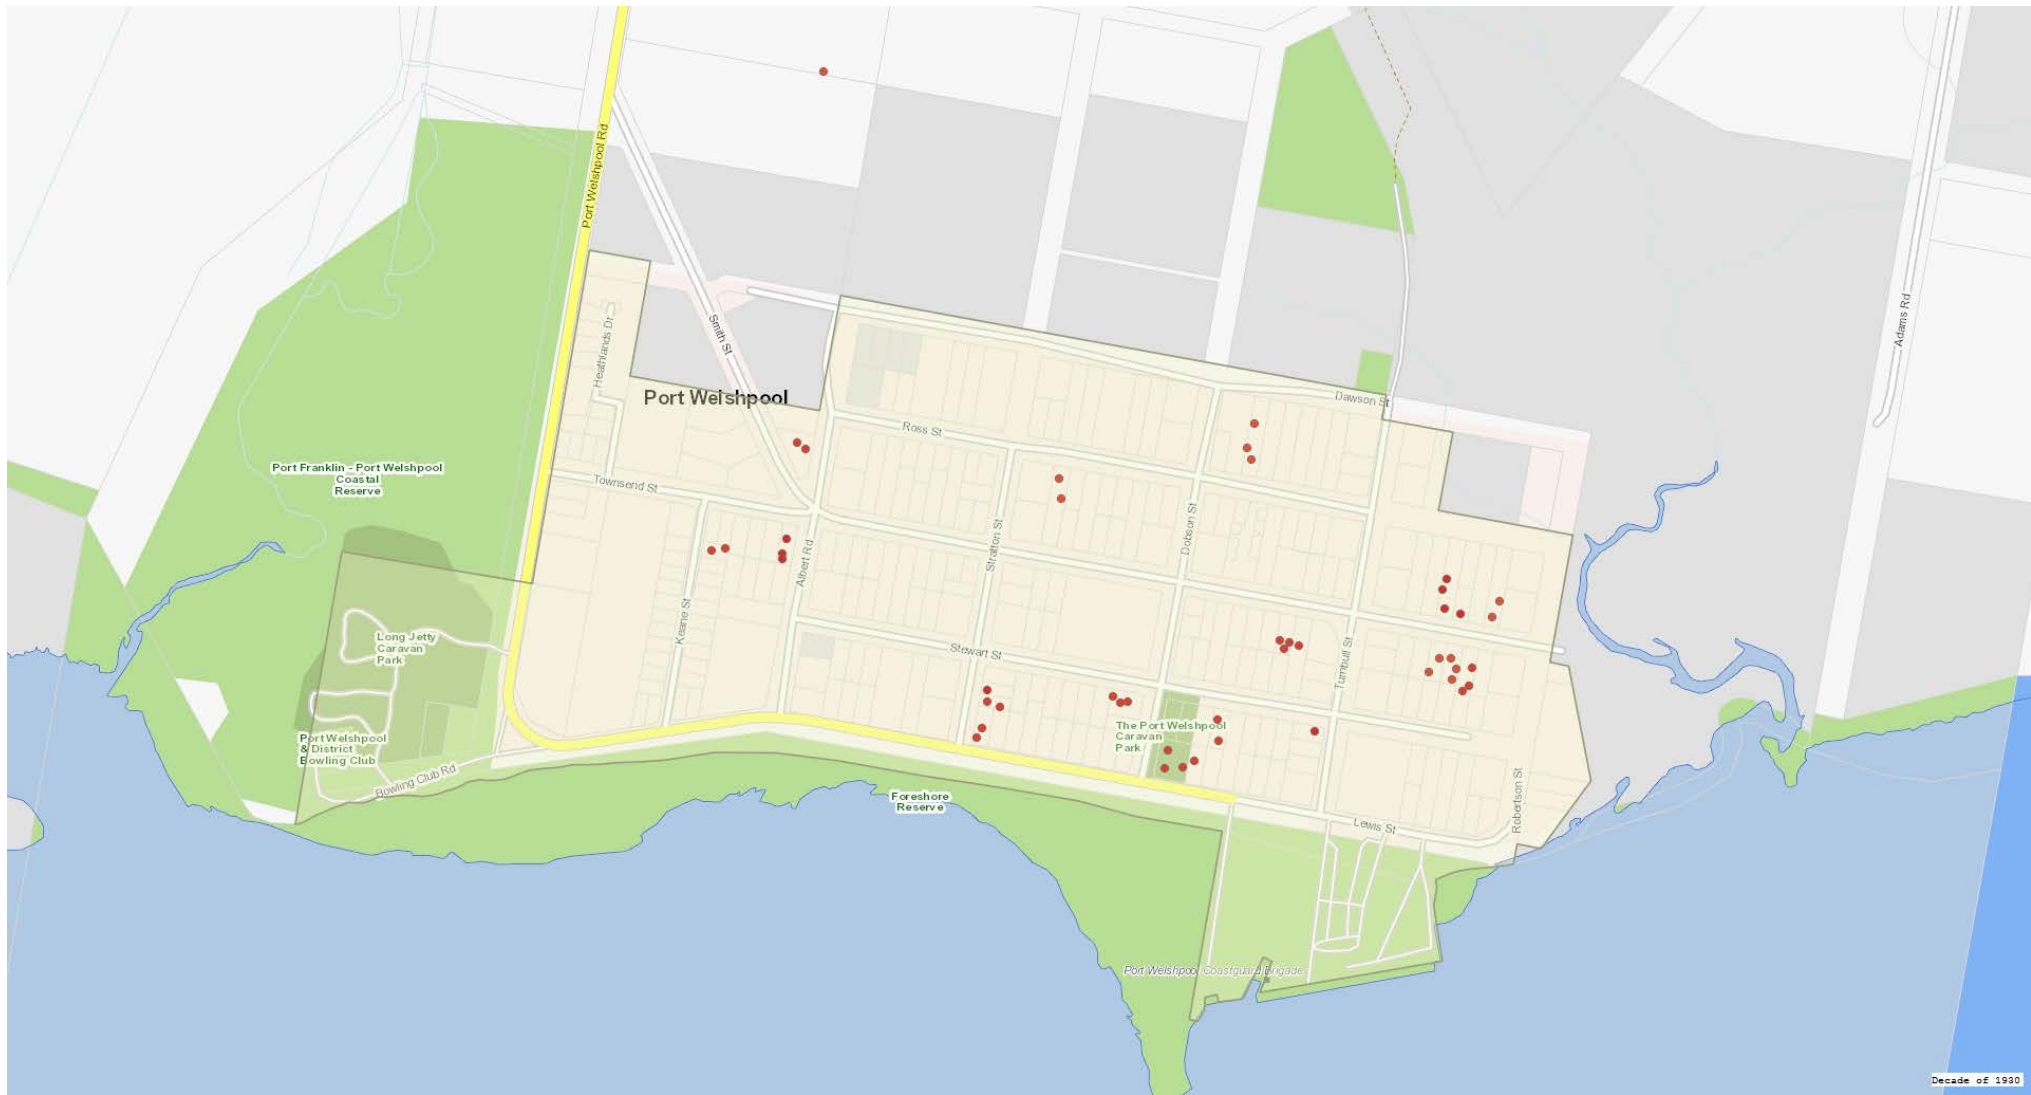 Port Welshpool Rd
Smith St
Adams Rd
Heathlands Dr
Port Welshpool
Dawson St
Ross St
Port Franklin - Port Welshpool
Coastal
Reserve
Townsend St
Dobson St
Stratton St
Albert Rd
Keane St
Long Jetty
Caravan
Park
Stewart St
Turnbull St
The Port Welshpool
Caravan
Park
Port Welshpool
& District
Bowling Club
Bowling Club Rd
Foreshore
Reserve
Lewis St
Robertson St
Port Welshpool Coastguard Brigade
Decade of 1930